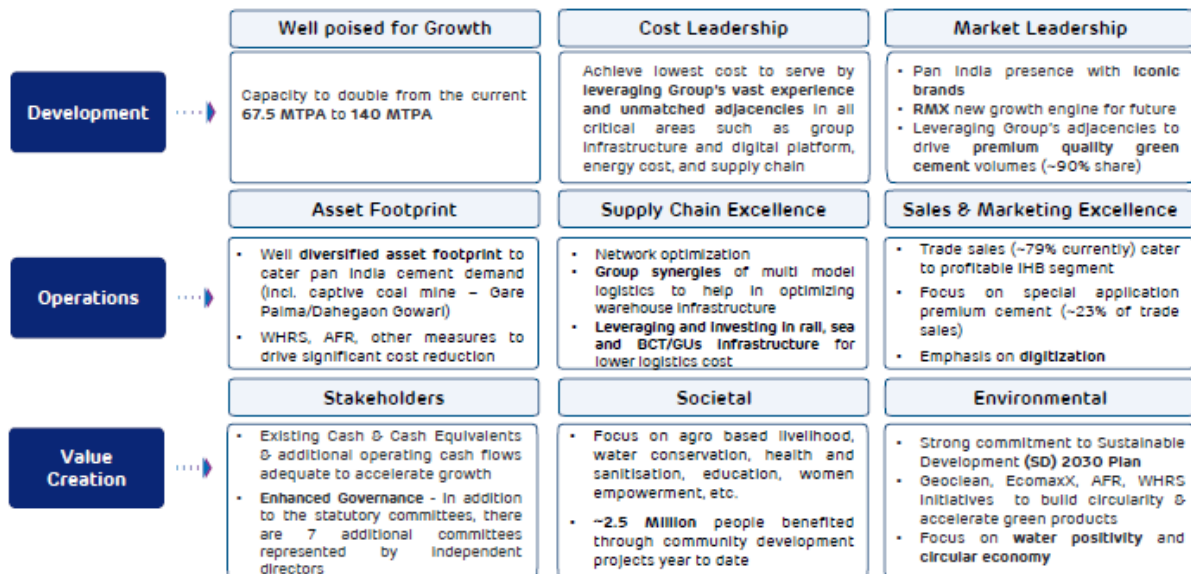 Well poised for Growth
Cost Leadership
Market Leadership
Development
Capacity to double from the current
67.5 MTPA to 140 MTPA
Achieve lowest cost to serve by
leveraging Group's vast experience
and unmatched adjacencies in all
critical areas such as group
infrastructure and digital platform,
energy cost, and supply chain
• Pan India presence with iconic
brands
• RMX new growth engine for future
• Leveraging Group's adjacencies to
drive premium quality green
cement volumes (~90% share)
Asset Footprint
Supply Chain Excellence
Sales & Marketing Excellence
Operations
• Well diversified asset footprint to
cater pan India cement demand
(incl. captive coal mine – Gare
Palma/Dahegaon Gowari)
• WHRS, AFR, other measures to
drive significant cost reduction
• Network optimization
• Group synergies of multi model
logistics to help in optimizing
warehouse infrastructure
• Leveraging and investing in rail, sea
and BCT/GUs infrastructure for
lower logistics cost
• Trade sales (~79% currently) cater
to profitable IHB segment
• Focus on special application
premium cement (~23% of trade
sales)
• Emphasis on digitization
Stakeholders
Societal
Environmental
Value
Creation
• Existing Cash & Cash Equivalents
& additional operating cash flows
adequate to accelerate growth
• Enhanced Governance - In addition
to the statutory committees, there
are 7 additional committees
represented by independent
directors
• Focus on agro based livelihood,
water conservation, health and
sanitisation, education, women
empowerment, etc.
• ~2.5 Million people benefited
through community development
projects year to date
• Strong commitment to Sustainable
Development (SD) 2030 Plan
• Geoclean, EcomaxX, AFR, WHRS
initiatives to build circularity &
accelerate green products
• Focus on water positivity and
circular economy